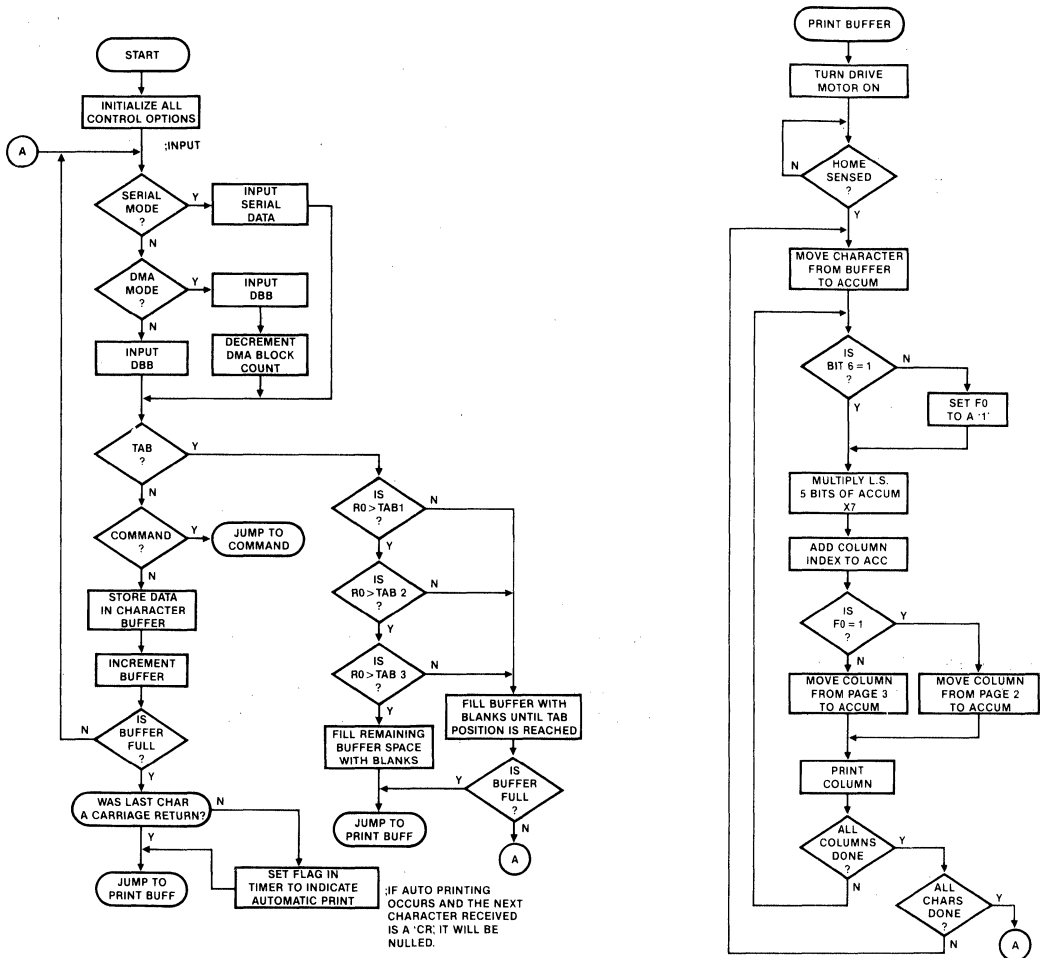 START
INITIALIZE ALL
CONTROL OPTIONS
A
;INPUT
SERIAL
MODE
?
Y
N
INPUT
SERIAL
DATA
DMA
MODE
?
Y
N
INPUT
DBB
DECREMENT
DMA BLOCK
COUNT
INPUT
DBB
TAB
?
Y
N
COMMAND
?
Y
N
JUMP TO
COMMAND
STORE DATA
IN CHARACTER
BUFFER
INCREMENT
BUFFER
IS
BUFFER
FULL
?
N
Y
WAS LAST CHAR
A CARRIAGE RETURN?
N
Y
JUMP TO
PRINT BUFF
SET FLAG IN
TIMER TO INDICATE
AUTOMATIC PRINT
;IF AUTO PRINTING
OCCURS AND THE NEXT
CHARACTER RECEIVED
IS A 'CR', IT WILL BE
NULLED.
IS
R0 > TAB1
?
N
Y
IS
R0 > TAB 2
?
N
Y
IS
R0 > TAB 3
?
N
Y
FILL REMAINING
BUFFER SPACE
WITH BLANKS
FILL BUFFER WITH
BLANKS UNTIL TAB
POSITION IS REACHED
IS
BUFFER
FULL
?
Y
N
JUMP TO
PRINT BUFF
A
PRINT BUFFER
TURN DRIVE
MOTOR ON
HOME
SENSED
?
N
Y
MOVE CHARACTER
FROM BUFFER
TO ACCUM
IS
BIT 6 = 1
?
N
Y
SET F0
TO A '1'
MULTIPLY L.S.
5 BITS OF ACCUM
X7
ADD COLUMN
INDEX TO ACC
IS
F0 = 1
?
Y
N
MOVE COLUMN
FROM PAGE 3
TO ACCUM
MOVE COLUMN
FROM PAGE 2
TO ACCUM
PRINT
COLUMN
ALL
COLUMNS
DONE
?
Y
N
ALL
CHARS
DONE
?
Y
N
A